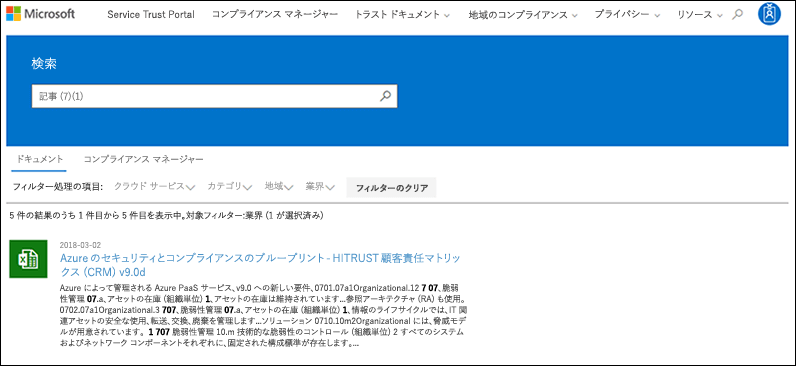 Microsoft Service Trust Portal コンプライアンス マネージャー トラスト ドキュメント 地域のコンプライアンス プライバシー リソース
検索
記事 (7)(1)
ドキュメント コンプライアンス マネージャー
フィルター処理の項目: クラウド サービス カテゴリ 地域 業界 フィルターのクリア
5 件の結果のうち 1 件目から 5 件目を表示中。対象フィルター:業界 (1 が選択済み)
2018-03-02
Azure のセキュリティとコンプライアンスのブループリント - HITRUST 顧客責任マトリッ
クス (CRM) v9.0d
Azure によって管理される Azure PaaS サービス、v9.0 への新しい要件、0701.07a1Organizational.12 7 07、脆弱
性管理 07.a、アセットの在庫 (組織単位) 1、アセットの在庫は維持されています...参照アーキテクチャ (RA) も使用。
0702.07a1Organizational.3 707、脆弱性管理 07.a、アセットの在庫 (組織単位) 1、情報のライフサイクルでは、IT 関
連アセットの安全な使用、転送、交換、廃棄を管理します...ソリューション 0710.10m2Organizational には、脅威モデ
ルが用意されています。 1 707 脆弱性管理 10.m 技術的な脆弱性のコントロール (組織単位) 2 すべてのシステム
およびネットワーク コンポーネントそれぞれに、固定された構成標準が存在します。...